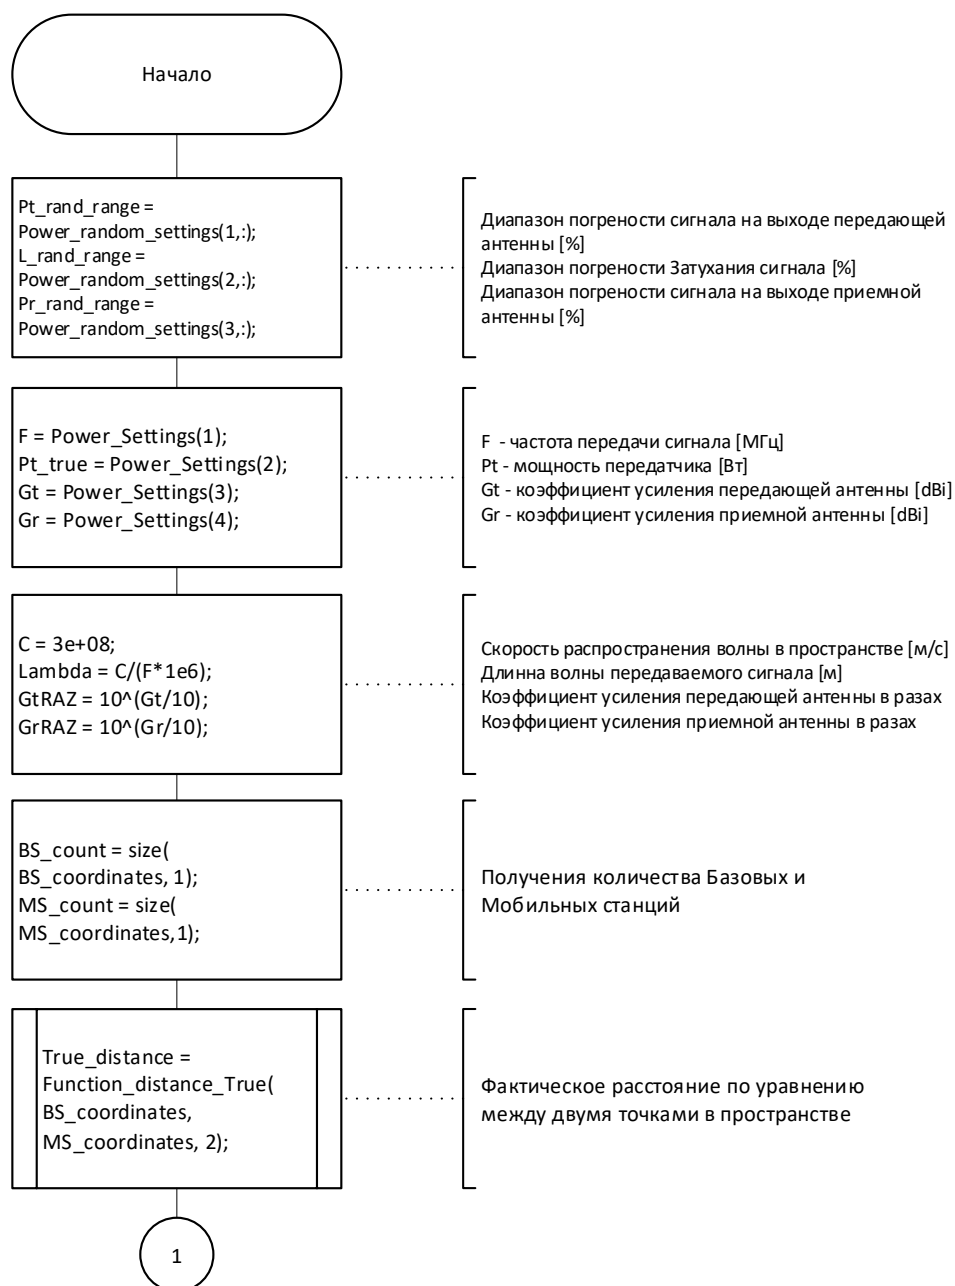 Начало
Pt_rand_range =
Power_random_settings(1,:);
L_rand_range =
Power_random_settings(2,:);
Pr_rand_range =
Power_random_settings(3,:);
Диапазон погрености сигнала на выходе передающей
антенны [%]
Диапазон погрености Затухания сигнала [%]
Диапазон погрености сигнала на выходе приемной
антенны [%]
F = Power_Settings(1);
Pt_true = Power_Settings(2);
Gt = Power_Settings(3);
Gr = Power_Settings(4);
F - частота передачи сигнала [МГц]
Pt - мощность передатчика [Вт]
Gt - коэффициент усиления передающей антенны [dBi]
Gr - коэффициент усиления приемной антенны [dBi]
C = 3e+08;
Lambda = C/(F*1e6);
GtRAZ = 10^(Gt/10);
GrRAZ = 10^(Gr/10);
Скорость распространения волны в пространстве [м/с]
Длинна волны передаваемого сигнала [м]
Коэффициент усиления передающей антенны в разах
Коэффициент усиления приемной антенны в разах
BS_count = size(
BS_coordinates, 1);
MS_count = size(
MS_coordinates,1);
Получения количества Базовых и
Мобильных станций
True_distance =
Function_distance_True(
BS_coordinates,
MS_coordinates, 2);
Фактическое расстояние по уравнению
между двумя точками в пространстве
1